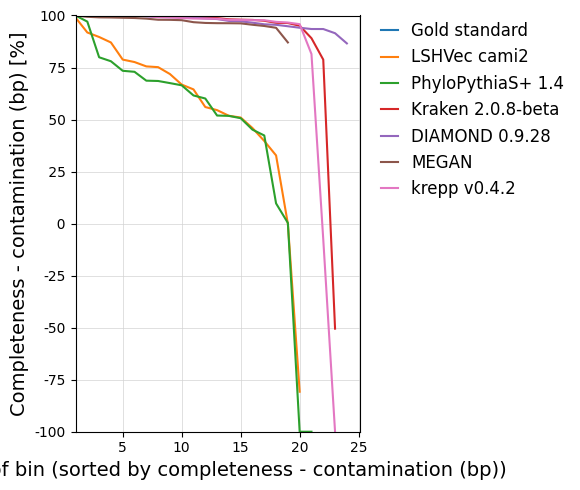 Completeness - contamination (bp) [%]
100
75
50
25
0
-25
-50
-75
-100
5
10
15
20
25
bin (sorted by completeness - contamination (bp))
Gold standard
LSHVec cami2
PhyloPythiaS+ 1.4
Kraken 2.0.8-beta
DIAMOND 0.9.28
MEGAN
krepp v0.4.2